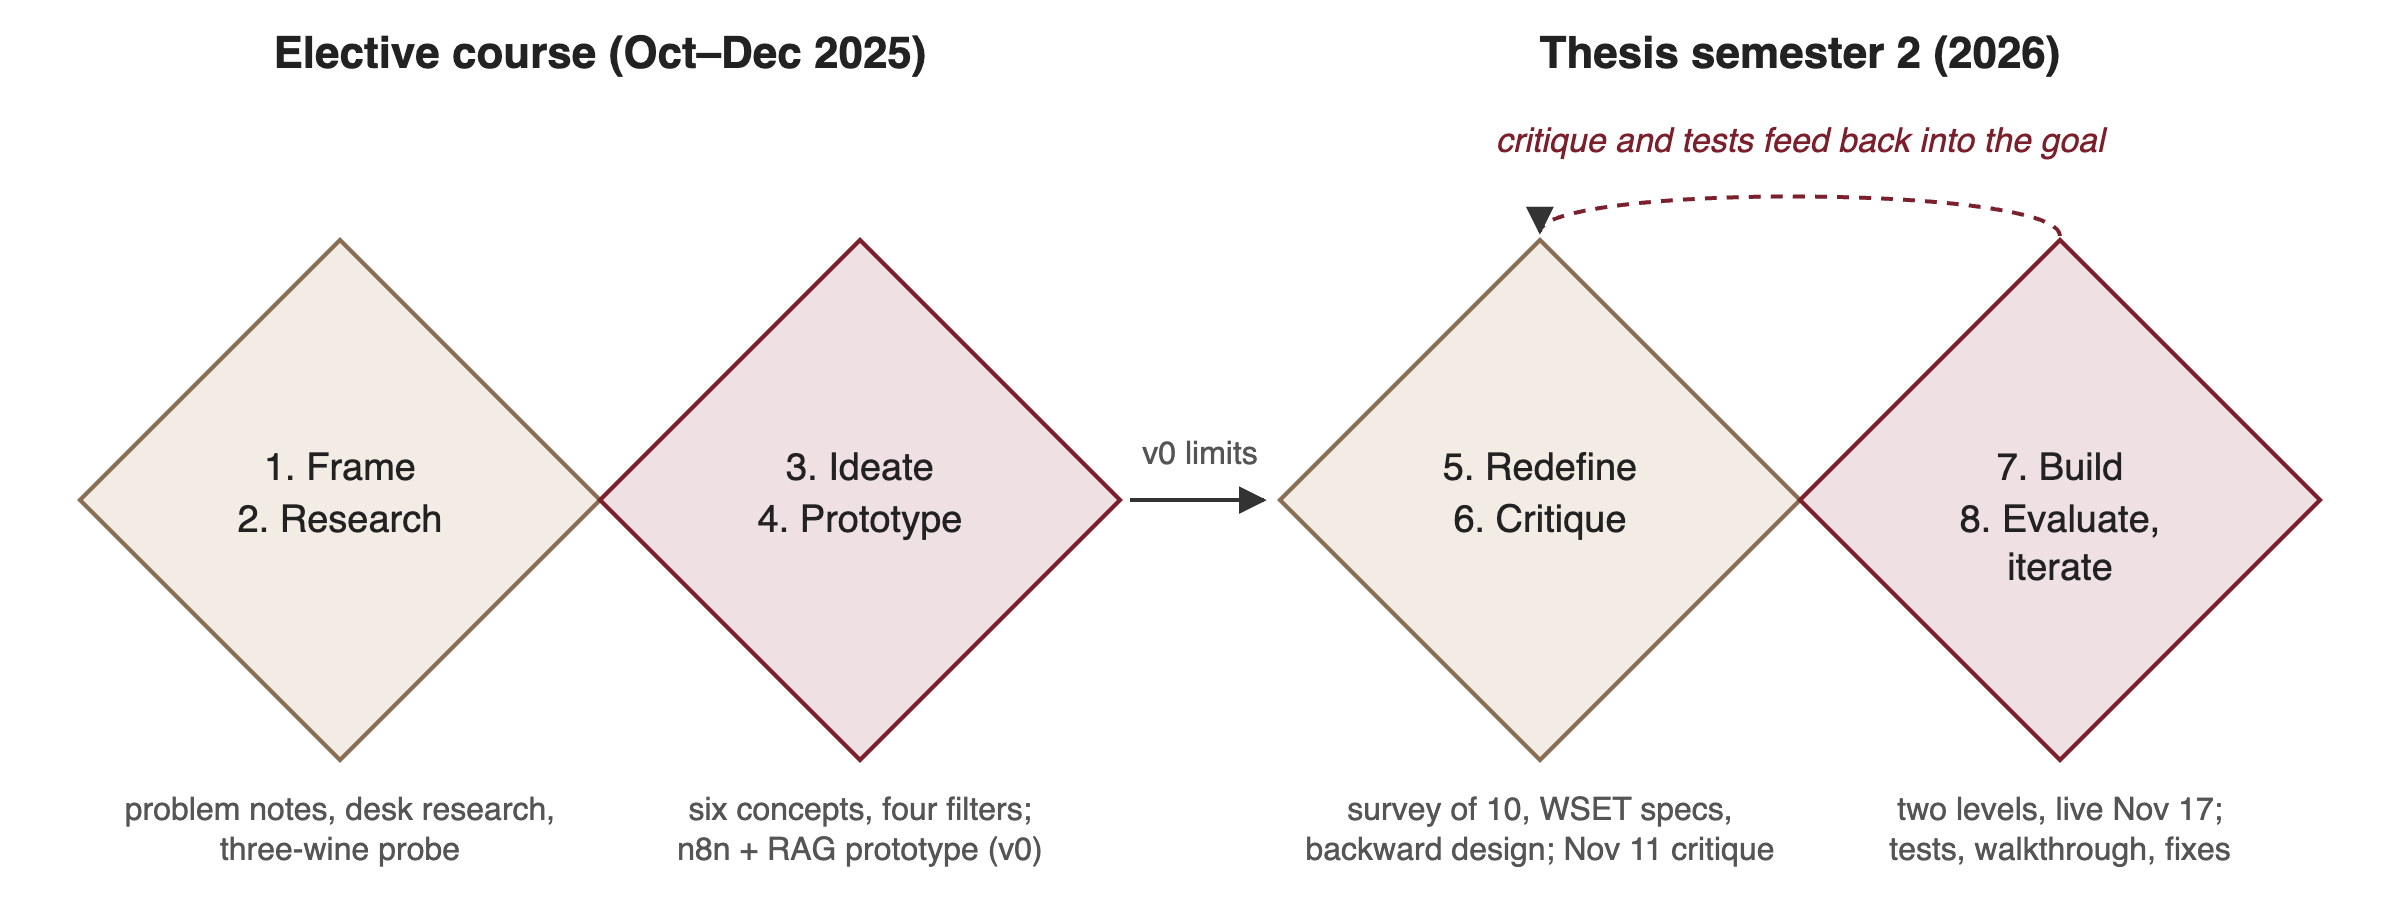 Elective course (Oct–Dec 2025)
Thesis semester 2 (2026)
critique and tests feed back into the goal
1. Frame
2. Research
3. Ideate
4. Prototype
v0 limits
5. Redefine
6. Critique
7. Build
8. Evaluate,
iterate
problem notes, desk research,
three-wine probe
six concepts, four filters;
n8n + RAG prototype (v0)
survey of 10, WSET specs,
backward design; Nov 11 critique
two levels, live Nov 17;
tests, walkthrough, fixes